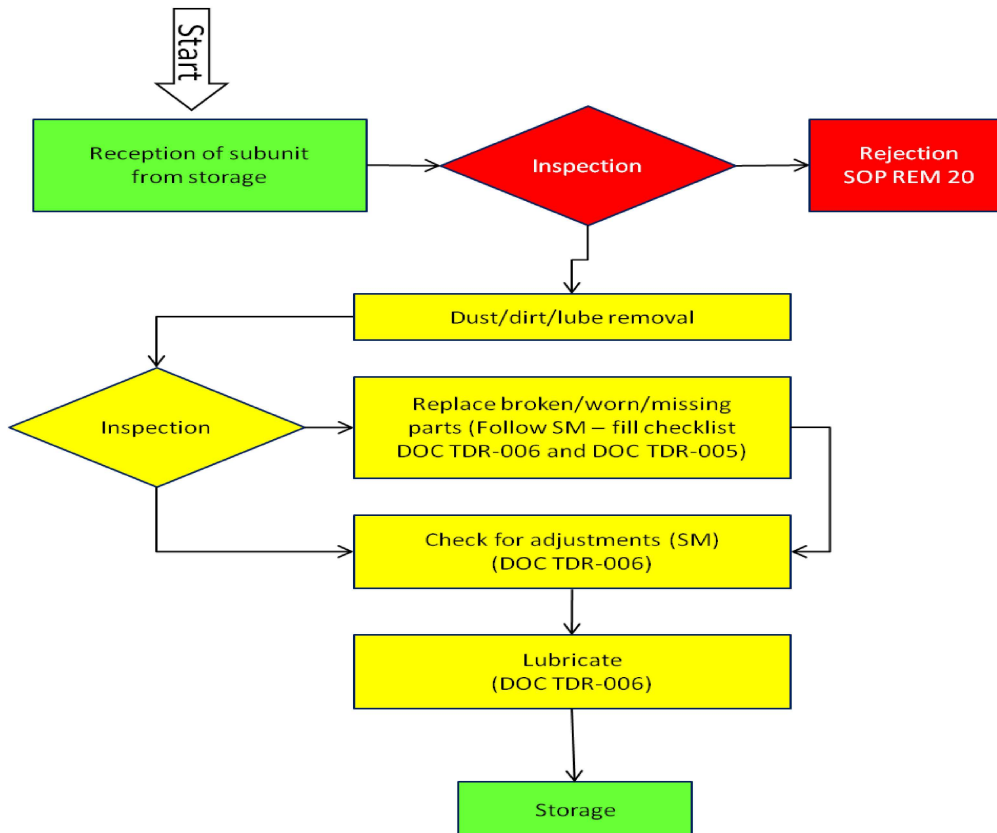 Start
Reception of subunit
from storage
Inspection
Rejection
SOP REM 20
Dust/dirt/lube removal
Inspection
Replace broken/worn/missing
parts (Follow SM – fill checklist
DOC TDR-006 and DOC TDR-005)
Check for adjustments (SM)
(DOC TDR-006)
Lubricate
(DOC TDR-006)
Storage